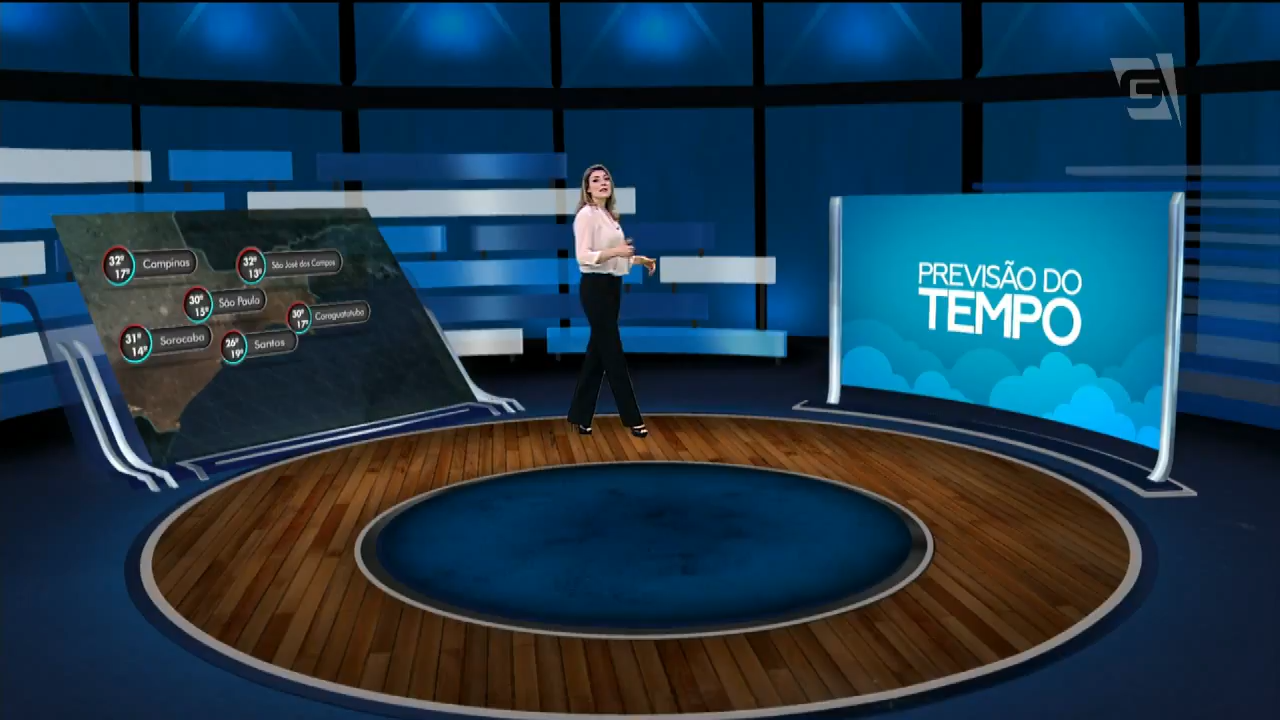 32º
17º
Campinas
32º
13º
São José dos Campos
30º
15º
São Paulo
30º
17º
Caraguatatuba
31º
14º
Sorocaba
26º
19º
Santos
PREVISÃO DO
TEMPO